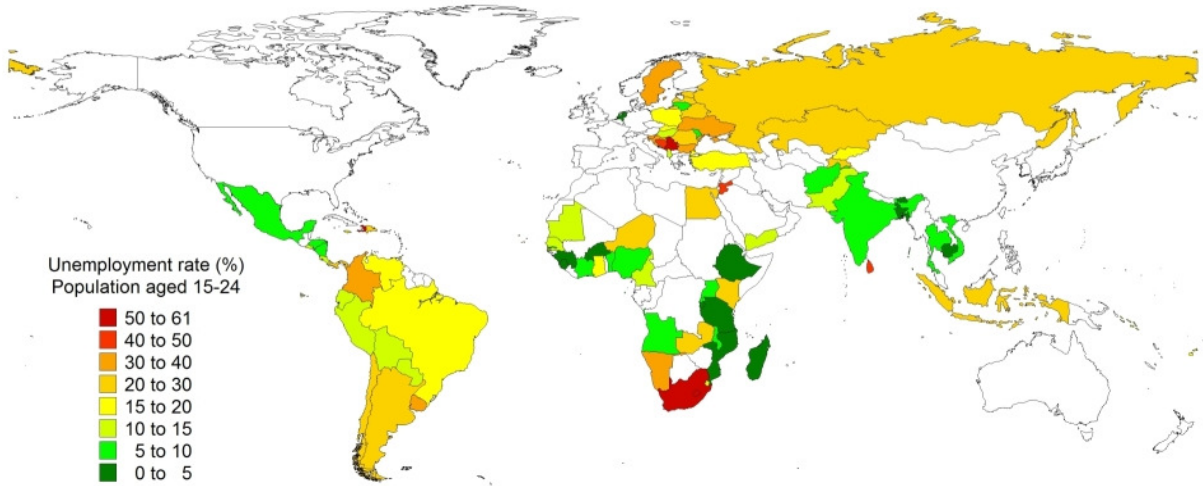 Unemployment rate (%)
Population aged 15-24
50 to 61
40 to 50
30 to 40
20 to 30
15 to 20
10 to 15
5 to 10
0 to 5